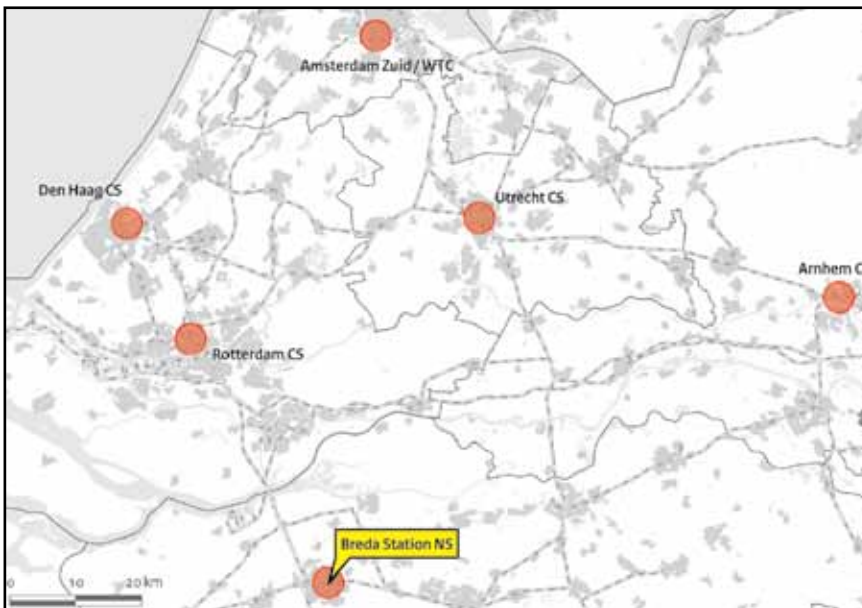 Amsterdam Zuid / WTC
Den Haag CS
Utrecht CS
Arnhem C
Rotterdam CS
Breda Station NS
0 10 20 km